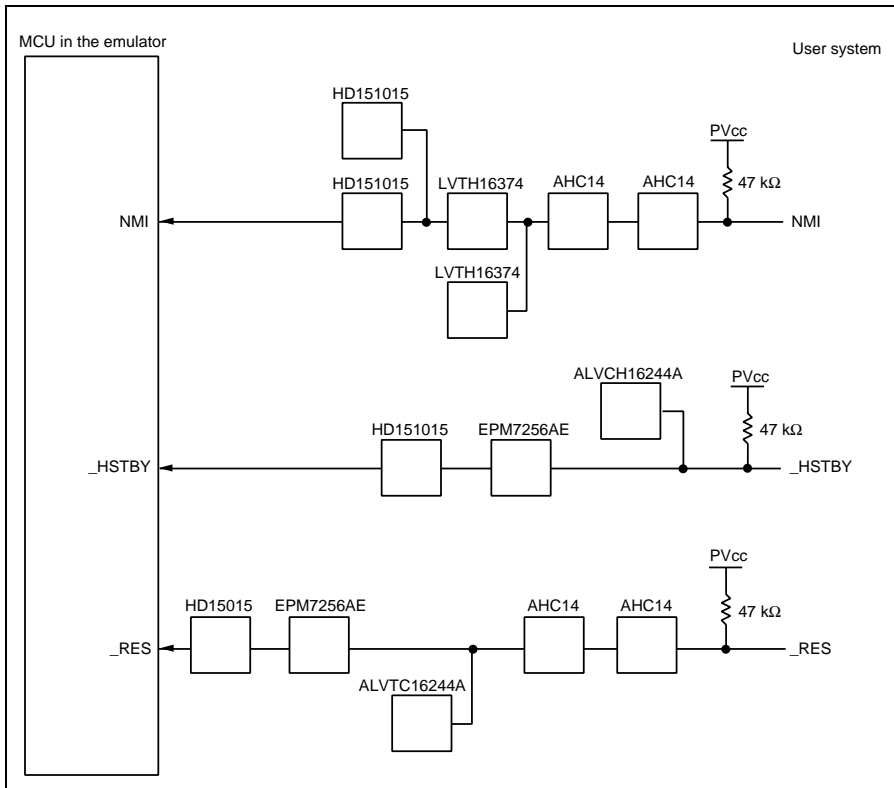 MCU in the emulator
User system
HD151015
PVcc
HD151015
LVTH16374
AHC14
AHC14
47 kΩ
NMI
NMI
LVTH16374
ALVCH16244A
PVcc
HD151015
EPM7256AE
47 kΩ
_HSTBY
_HSTBY
PVcc
HD15015
EPM7256AE
AHC14
AHC14
47 kΩ
_RES
_RES
ALVTC16244A